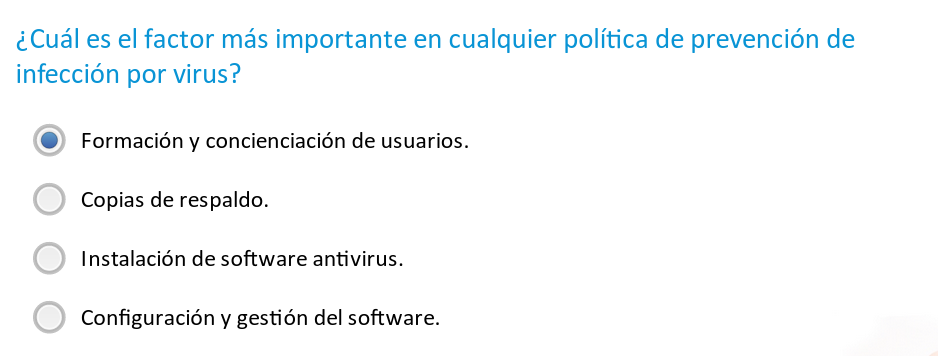 ¿Cuál es el factor más importante en cualquier política de prevención de
infección por virus?
Formación y concienciación de usuarios.
Copias de respaldo.
Instalación de software antivirus.
Configuración y gestión del software.